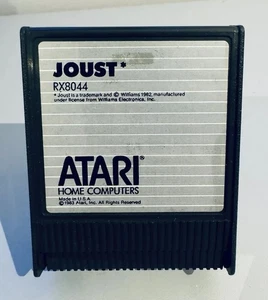 JOUST*
RX8044
* Joust is a trademark and © Williams 1982, manufactured
under license from Williams Electronics, Inc.
ATARI®
HOME COMPUTERS
Made in U.S.A.
© 1983 Atari, Inc. All Rights Reserved